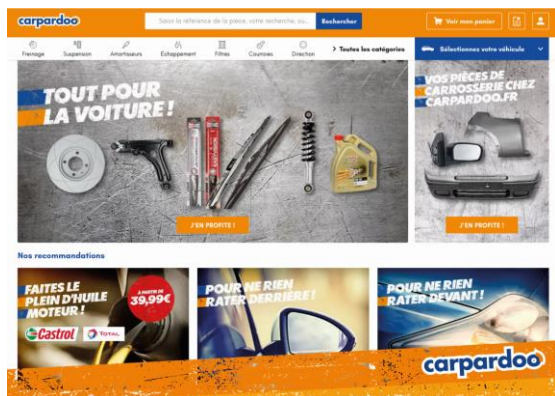 carpardoo
Saisir la référence de la pièce, votre recherche, ou...
Rechercher
Voir mon panier
Freinage
Suspension
Amortisseurs
Échappement
Filtres
Courroies
Direction
> Toutes les catégories
Sélectionnez votre véhicule
TOUT POUR
LA VOITURE !
J'EN PROFITE !
VOS PIÈCES DE
CARROSSERIE CHEZ
CARPARDOO.FR
J'EN PROFITE !
Nos recommandations
FAITES LE
PLEIN D'HUILE
MOTEUR !
À PARTIR DE
39,99€
Castrol
TOTAL
POUR NE RIEN
RATER DERRIÈRE !
POUR NE RIEN
RATER DEVANT !
carpardoo